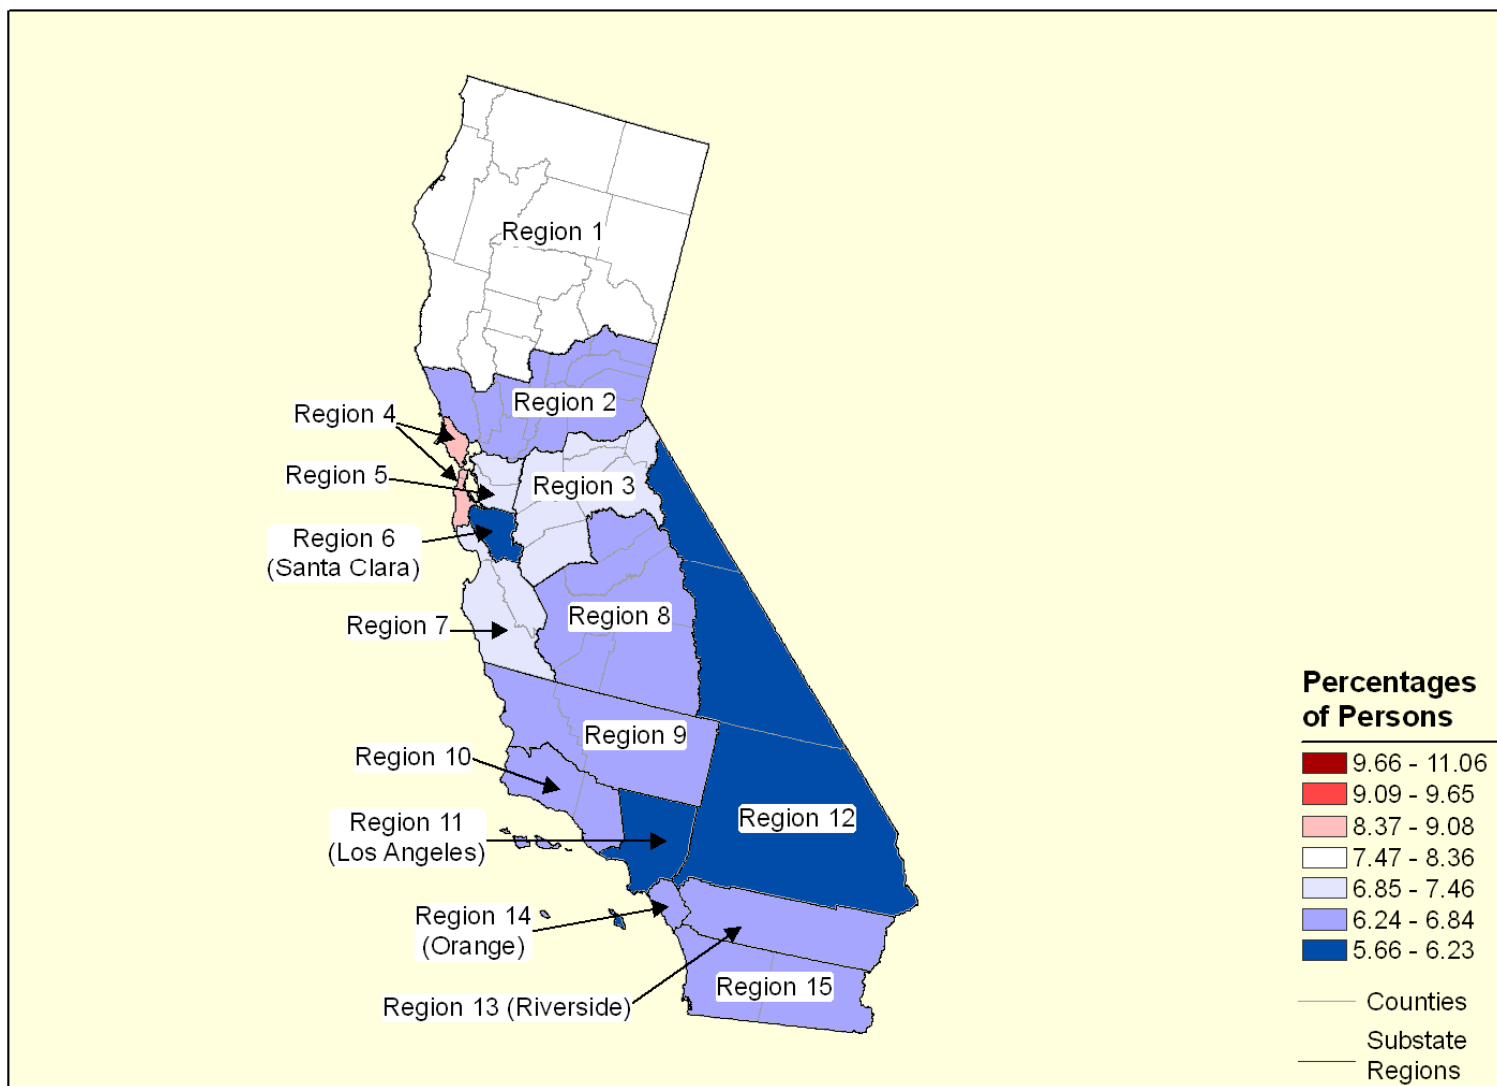 Region 1
Region 2
Region 4
Region 5
Region 3
Region 6
(Santa Clara)
Region 7
Region 8
Region 9
Region 10
Region 11
(Los Angeles)
Region 12
Region 14
(Orange)
Region 13 (Riverside)
Region 15
Percentages
of Persons
9.66 - 11.06
9.09 - 9.65
8.37 - 9.08
7.47 - 8.36
6.85 - 7.46
6.24 - 6.84
5.66 - 6.23
Counties
Substate
Regions